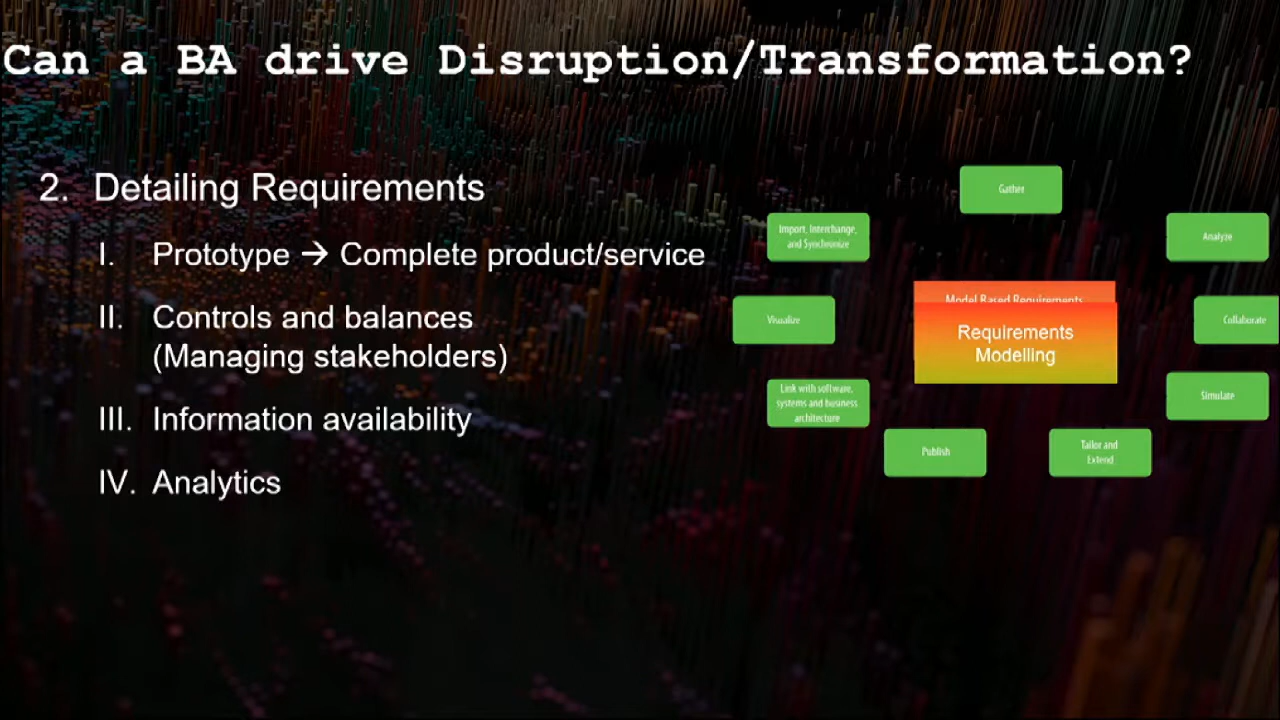 Can a BA drive Disruption/Transformation?
2. Detailing Requirements
I. Prototype → Complete product/service
II. Controls and balances
(Managing stakeholders)
III. Information availability
IV. Analytics
Gather
Import, Interchange,
and Synchronize
Analyze
Model Based Requirements
Requirements
Modelling
Visualize
Collaborate
Link with software,
systems and business
architecture
Simulate
Publish
Tailor and
Extend